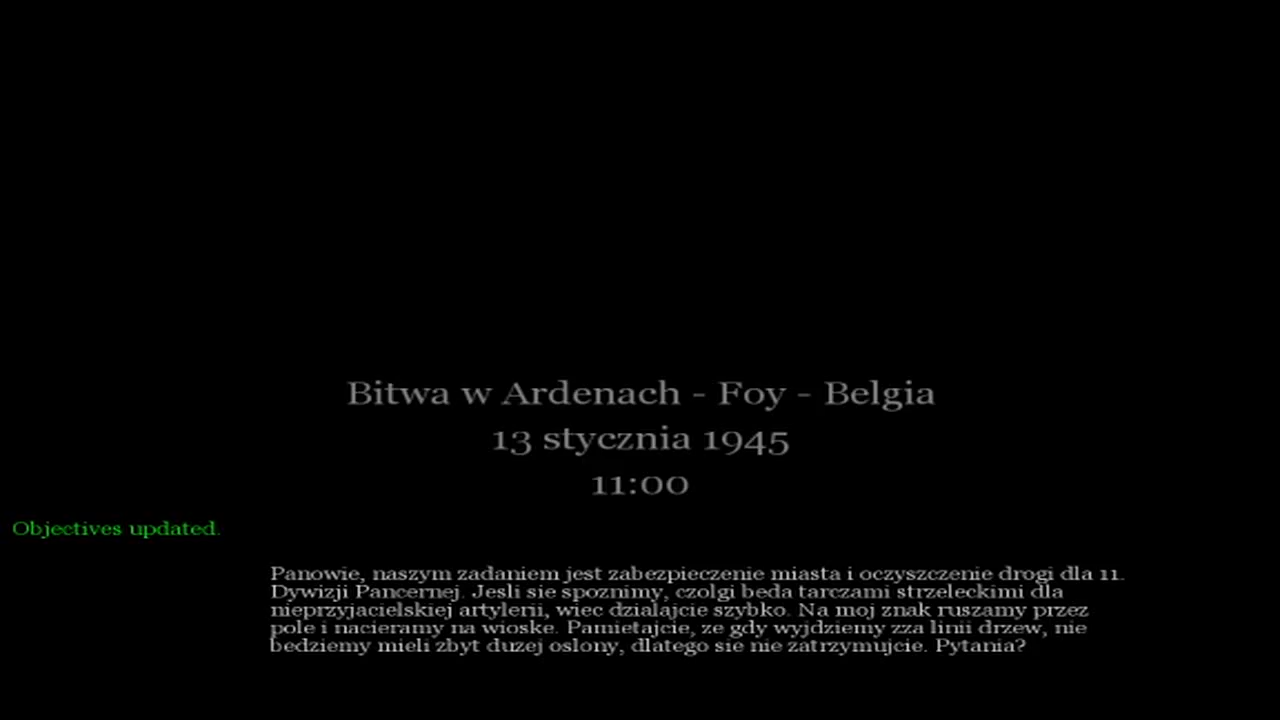 Bitwa w Ardenach - Foy - Belgia
13 stycznia 1945
11:00
Objectives updated.
Panowie, naszym zadaniem jest zabezpieczenie miasta i oczyszczenie drogi dla 11.
Dywizji Pancernej. Jesli sie spoznimy, czolgi beda tarczami strzeleckimi dla
nieprzyjacielskiej artylerii, wiec dzialajcie szybko. Na moj znak ruszamy przez
pole i nacieramy na wioske. Pamietajcie, ze gdy wyjdziemy zza linii drzew, nie
bedziemy mieli zbyt duzej oslony, dlatego sie nie zatrzymujcie. Pytania?